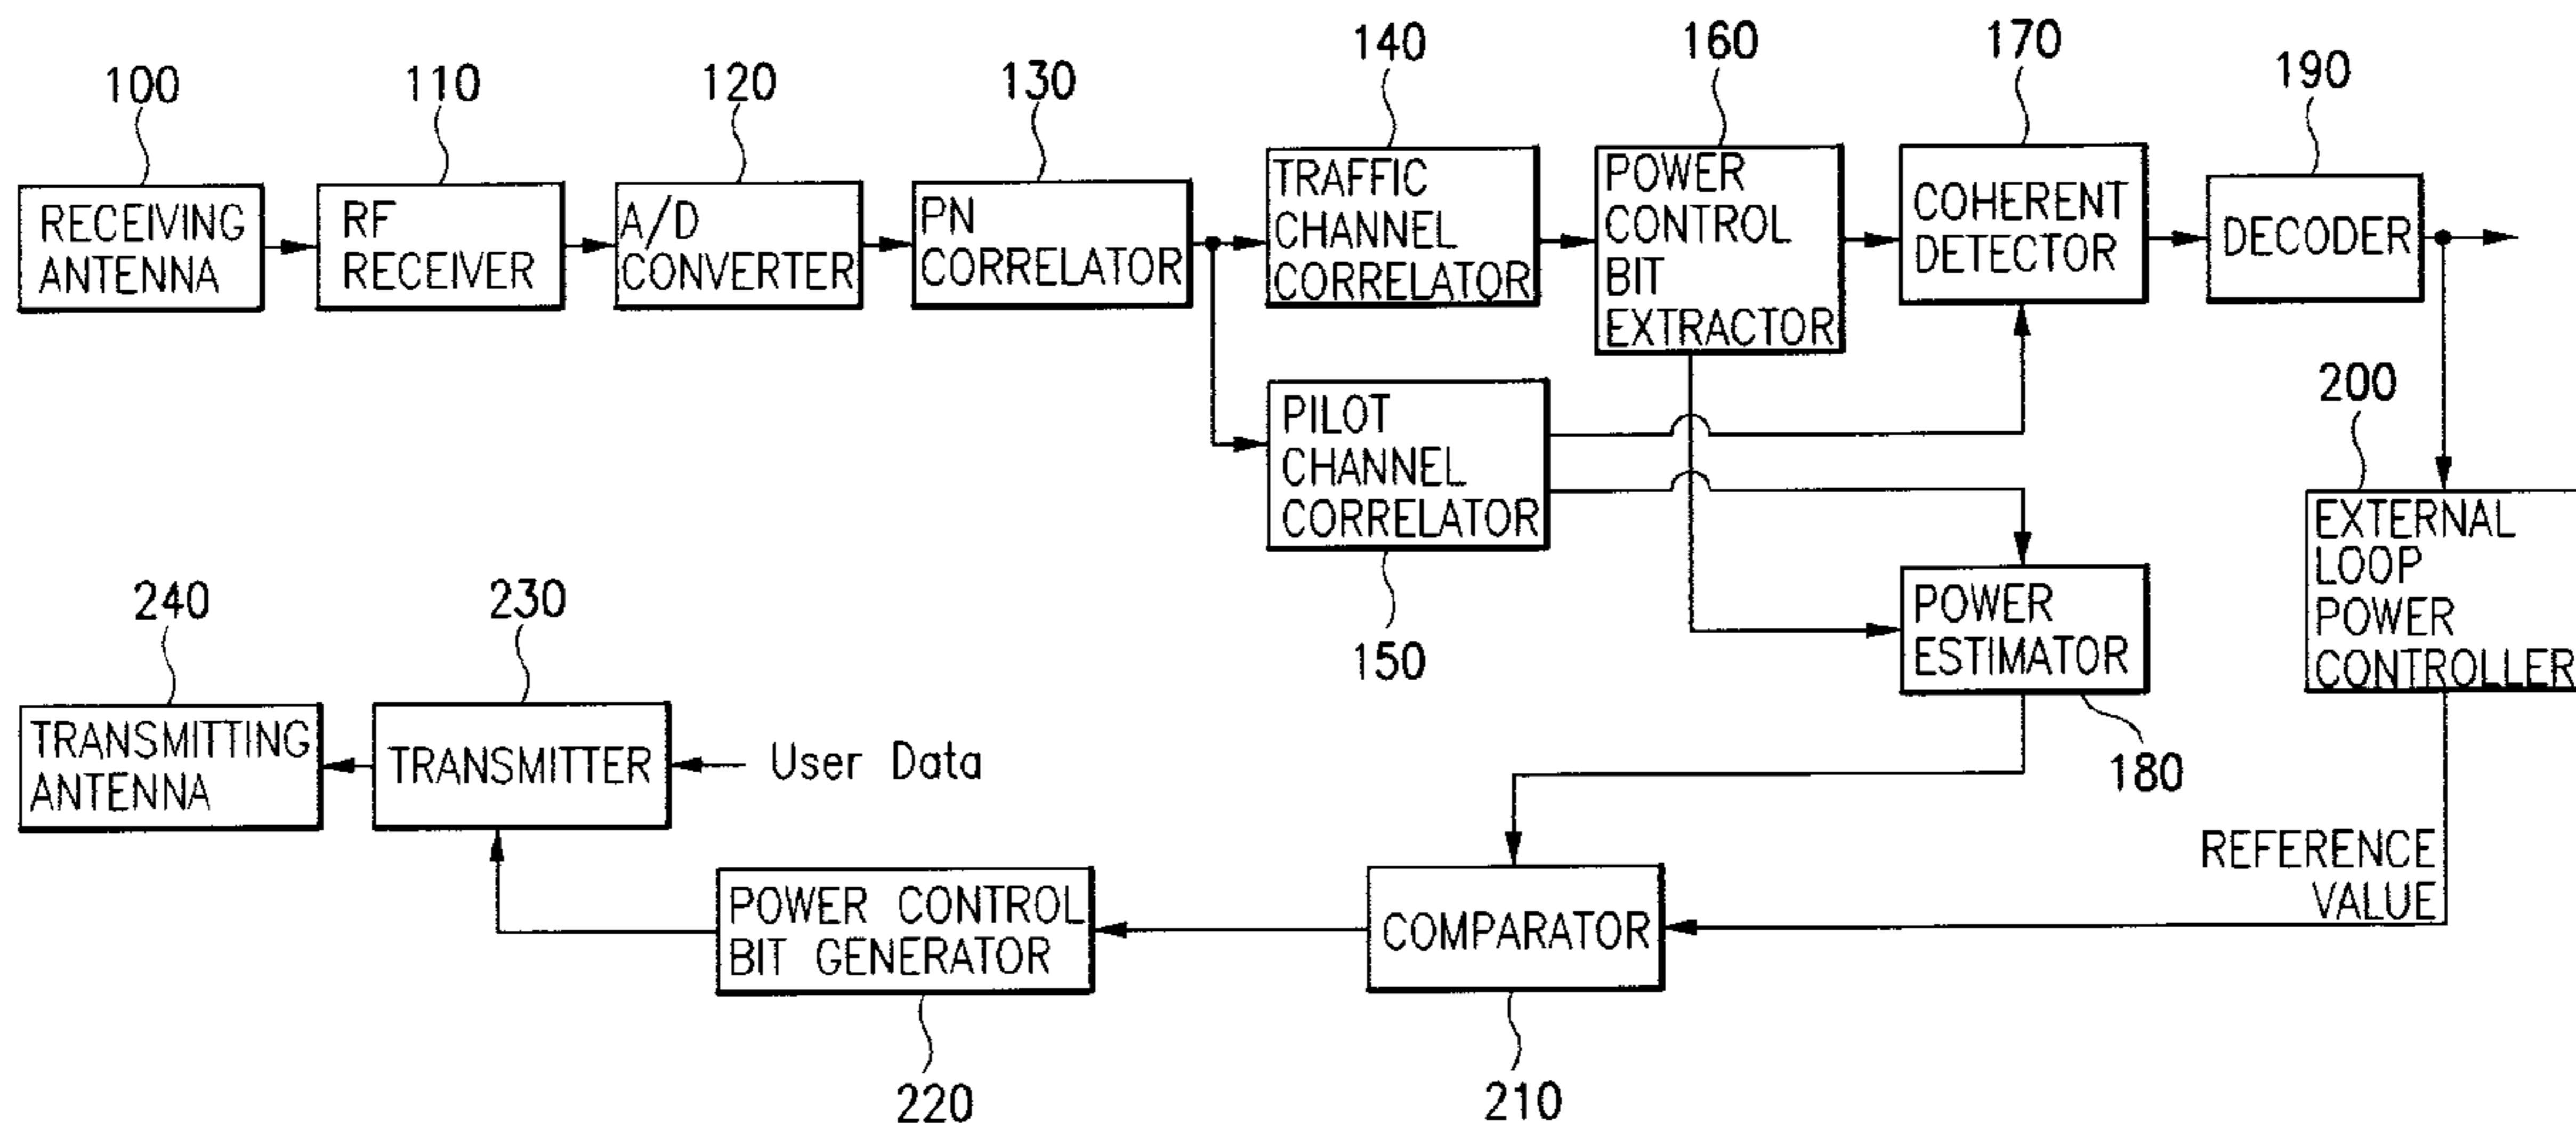 100
110
120
130
140
160
170
190
RECEIVING
ANTENNA
RF
RECEIVER
A/D
CONVERTER
PN
CORRELATOR
TRAFFIC
CHANNEL
CORRELATOR
POWER
CONTROL
BIT
EXTRACTOR
COHERENT
DETECTOR
DECODER
PILOT
CHANNEL
CORRELATOR
150
200
EXTERNAL
LOOP
POWER
CONTROLLER
POWER
ESTIMATOR
180
240
230
TRANSMITTING
ANTENNA
TRANSMITTER
User Data
REFERENCE
VALUE
POWER CONTROL
BIT GENERATOR
COMPARATOR
220
210